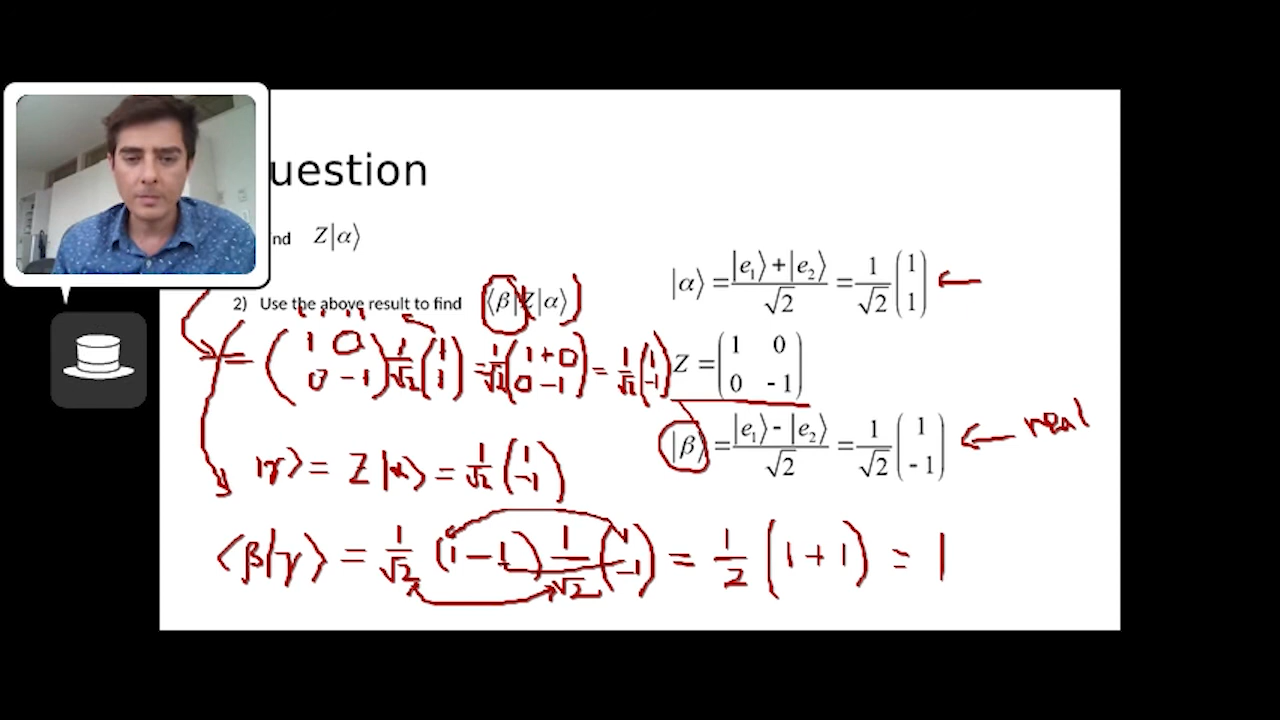 uestion
nd Z|α⟩
2) Use the above result to find ⟨β|Z|α⟩)
|α⟩ = |e₁⟩ + |e₂⟩ / √2 = 1/√2 (1 1)
= (1 0 0 -1) 1/√2 (1 1) = 1/√2 (1+0 0-1) = 1/√2 (1 -1)
Z = (1 0 0 -1)
|β⟩ = |e₁⟩ - |e₂⟩ / √2 = 1/√2 (1 -1) ← real
|γ⟩ = Z|α⟩ = 1/√2 (1 -1)
⟨β|γ⟩ = 1/√2 (1 -1) 1/√2 (1 -1) = 1/2 (1+1) = 1